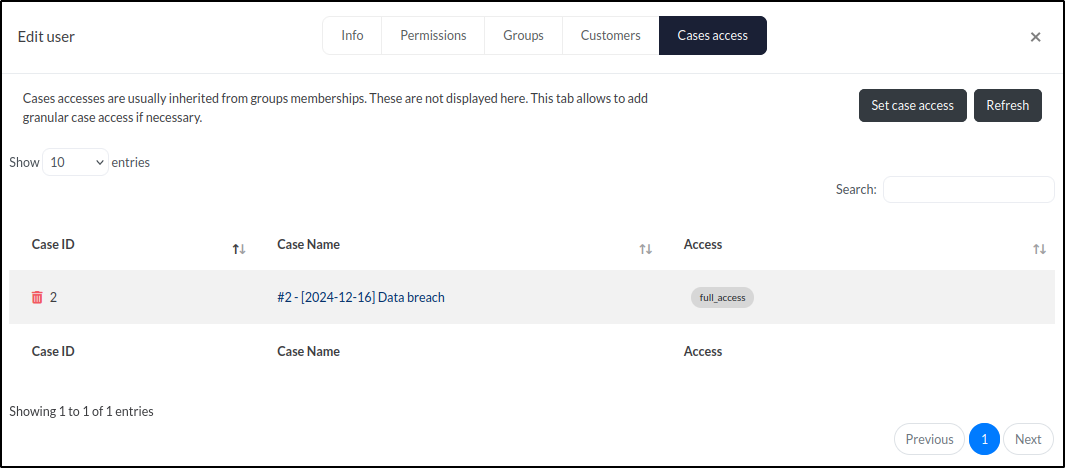 Edit user
Info
Permissions
Groups
Customers
Cases access
×
Cases accesses are usually inherited from groups memberships. These are not displayed here. This tab allows to add
granular case access if necessary.
Set case access
Refresh
Show 10 entries
Search:
Case ID
Case Name
Access
2
#2 - [2024-12-16] Data breach
full_access
Case ID
Case Name
Access
Showing 1 to 1 of 1 entries
Previous
1
Next